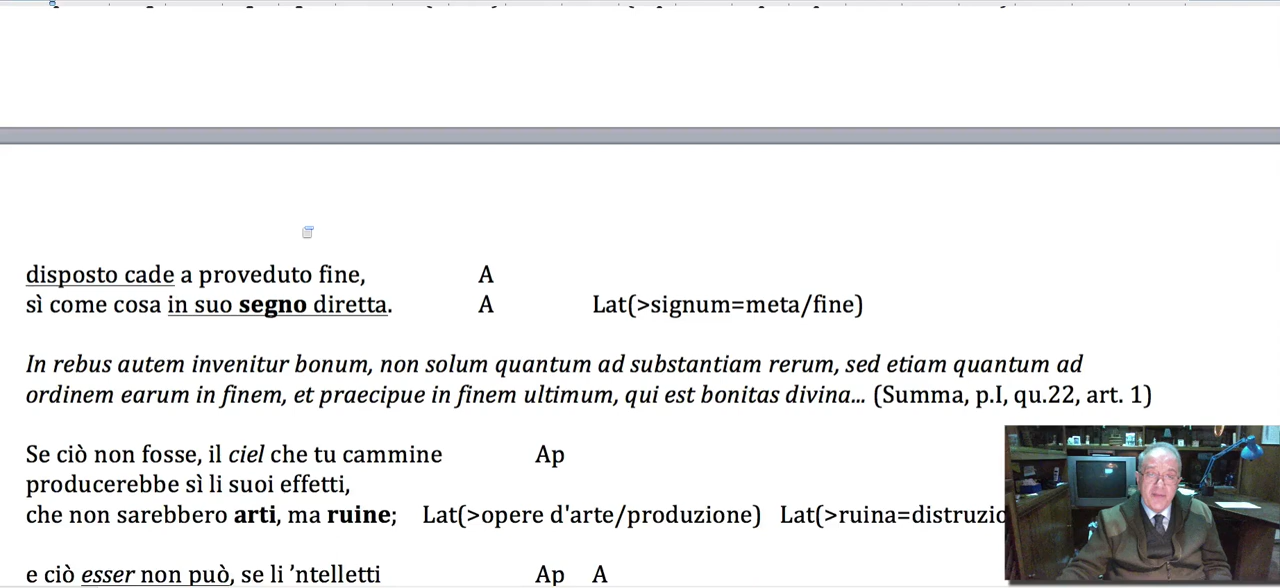 disposto cade a proveduto fine, A
sì come cosa in suo segno diretta. A Lat(>signum=meta/fine)
In rebus autem invenitur bonum, non solum quantum ad substantiam rerum, sed etiam quantum ad
ordinem earum in finem, et praecipue in finem ultimum, qui est bonitas divina... (Summa, p.I, qu.22, art. 1)
Se ciò non fosse, il ciel che tu cammine Ap
producerebbe sì li suoi effetti,
che non sarebbero arti, ma ruine; Lat(>opere d'arte/produzione) Lat(>ruina=distruzio
e ciò esser non può, se li ’ntelletti Ap A